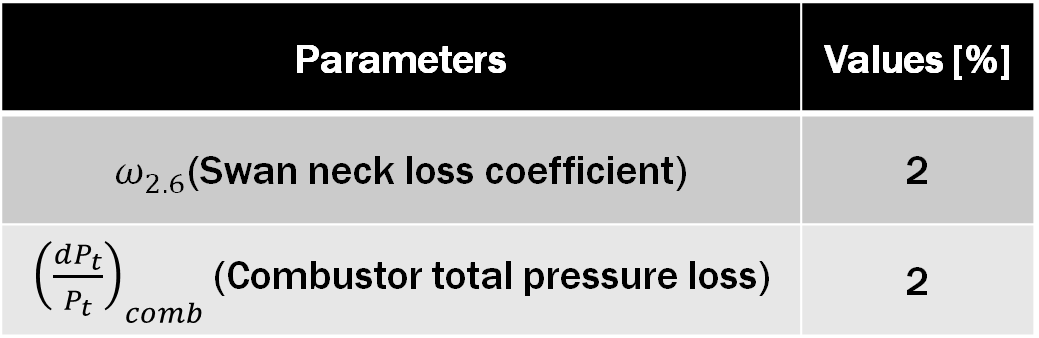 Parameters Values [%]
ω2.6(Swan neck loss coefficient) 2
(dPt/Pt)comb (Combustor total pressure loss) 2